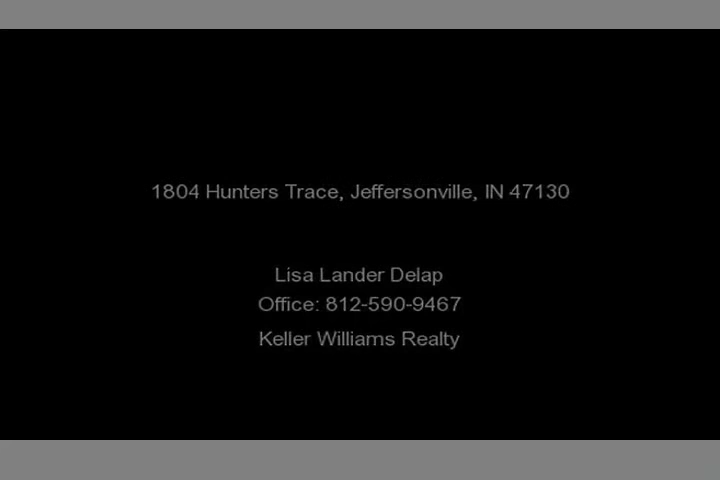 1804 Hunters Trace, Jeffersonville, IN 47130
Lisa Lander Delap
Office: 812-590-9467
Keller Williams Realty